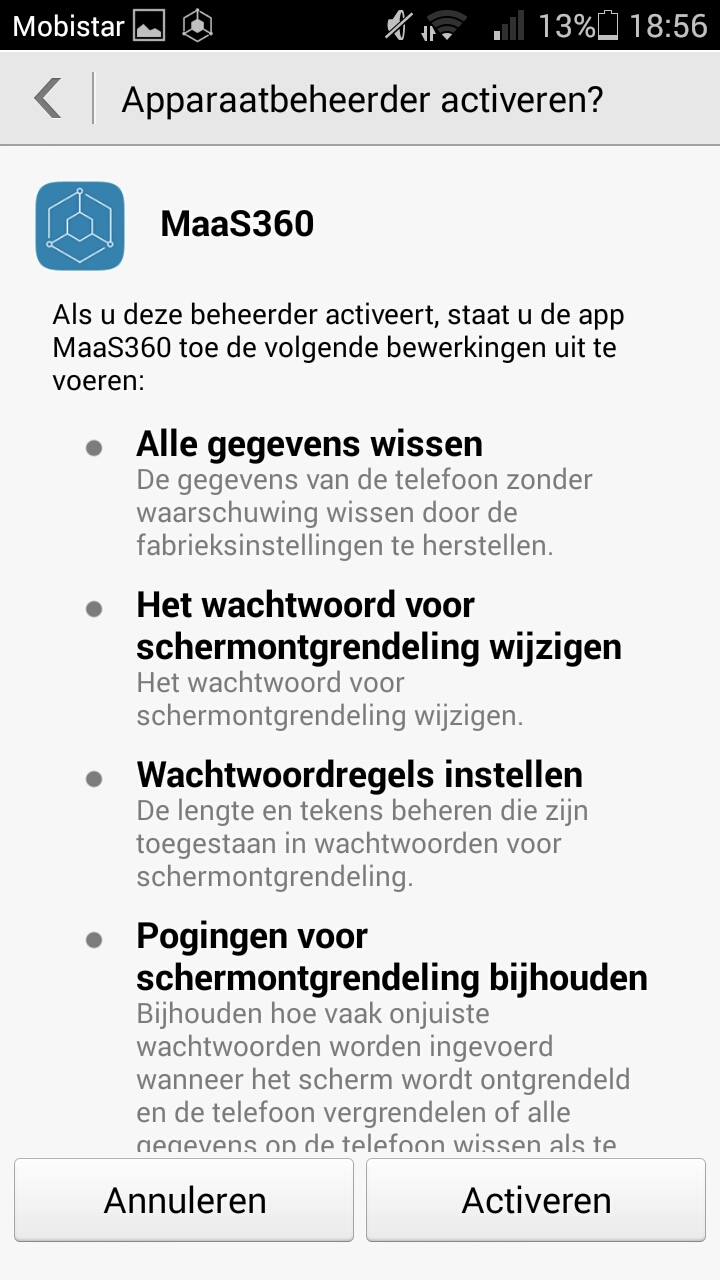 Mobistar 13% 18:56
Apparaatbeheerder activeren?
MaaS360
Als u deze beheerder activeert, staat u de app
MaaS360 toe de volgende bewerkingen uit te
voeren:
Alle gegevens wissen
De gegevens van de telefoon zonder
waarschuwing wissen door de
fabrieksinstellingen te herstellen.
Het wachtwoord voor
schermontgrendeling wijzigen
Het wachtwoord voor
schermontgrendeling wijzigen.
Wachtwoordregels instellen
De lengte en tekens beheren die zijn
toegestaan in wachtwoorden voor
schermontgrendeling.
Pogingen voor
schermontgrendeling bijhouden
Bijhouden hoe vaak onjuiste
wachtwoorden worden ingevoerd
wanneer het scherm wordt ontgrendeld
en de telefoon vergrendelen of alle
gegevens op de telefoon wissen als te
Annuleren Activeren